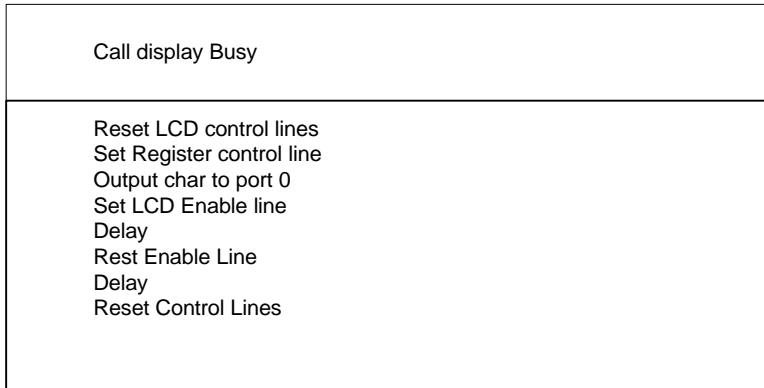 Call display Busy
Reset LCD control lines
Set Register control line
Output char to port 0
Set LCD Enable line
Delay
Rest Enable Line
Delay
Reset Control Lines